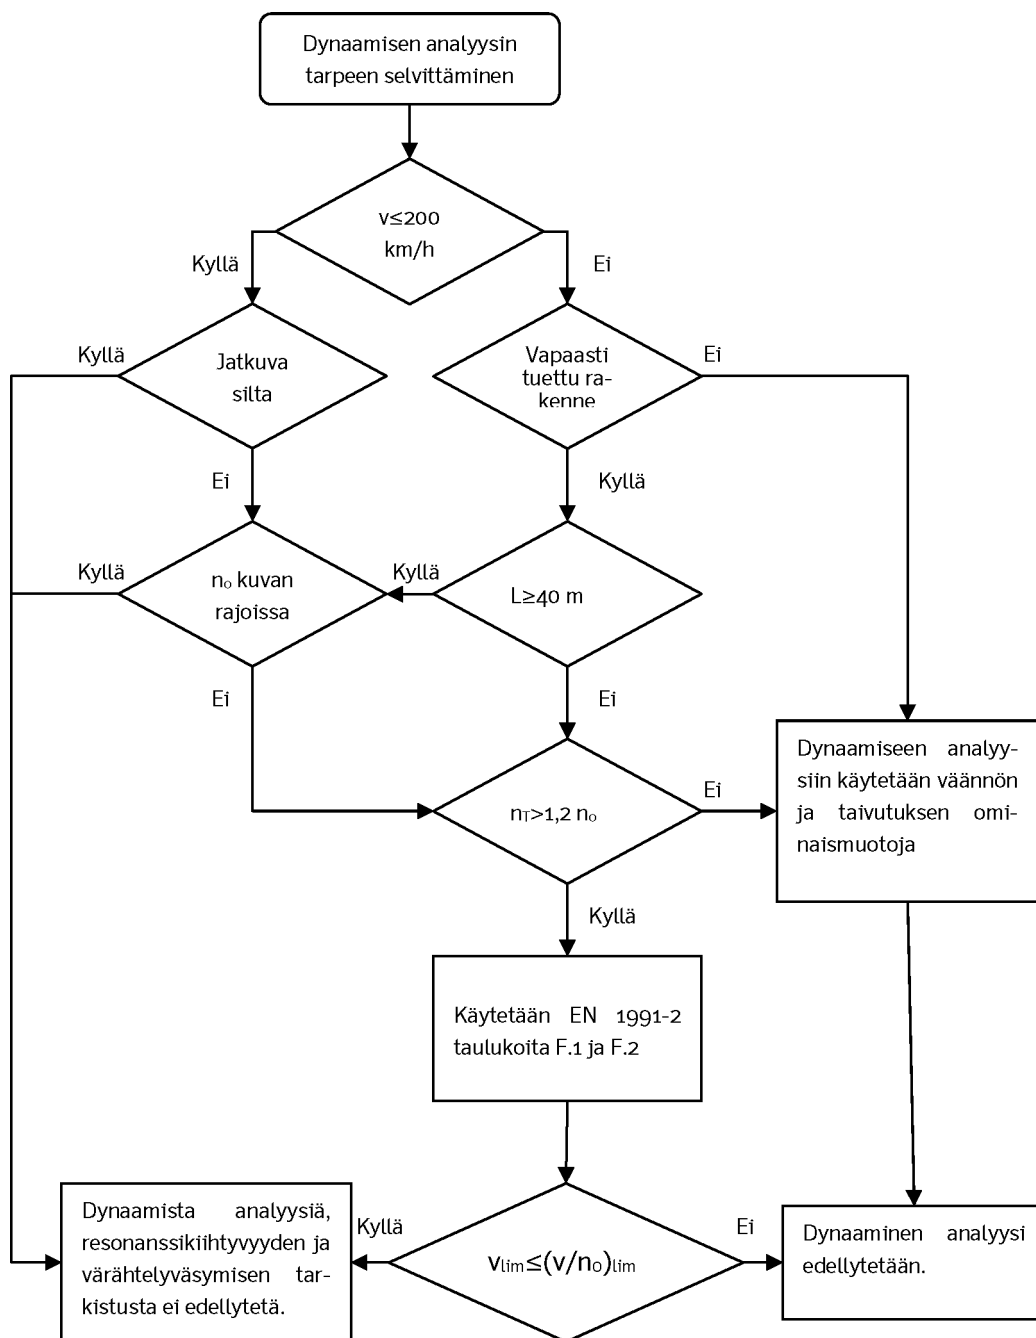 Dynaamisen analyysin
tarpeen selvittäminen
v≤200
km/h
Kyllä
Ei
Jatkuva
silta
Kyllä
Vapaasti
tuettu ra-
kenne
Ei
Ei
Kyllä
n₀ kuvan
rajoissa
Kyllä
Kyllä
L≥40 m
Ei
Ei
nT>1,2 n₀
Ei
Dynaamiseen analyy-
siin käytetään väännön
ja taivutuksen omi-
naismuotoja
Kyllä
Käytetään EN 1991-2
taulukoita F.1 ja F.2
Dynaamista analyysiä,
resonanssikiihtyvyyden ja
värähtelyväsymisen tar-
kistusta ei edellytetä.
Kyllä
vlim≤(v/n₀)lim
Ei
Dynaaminen analyysi
edellytetään.